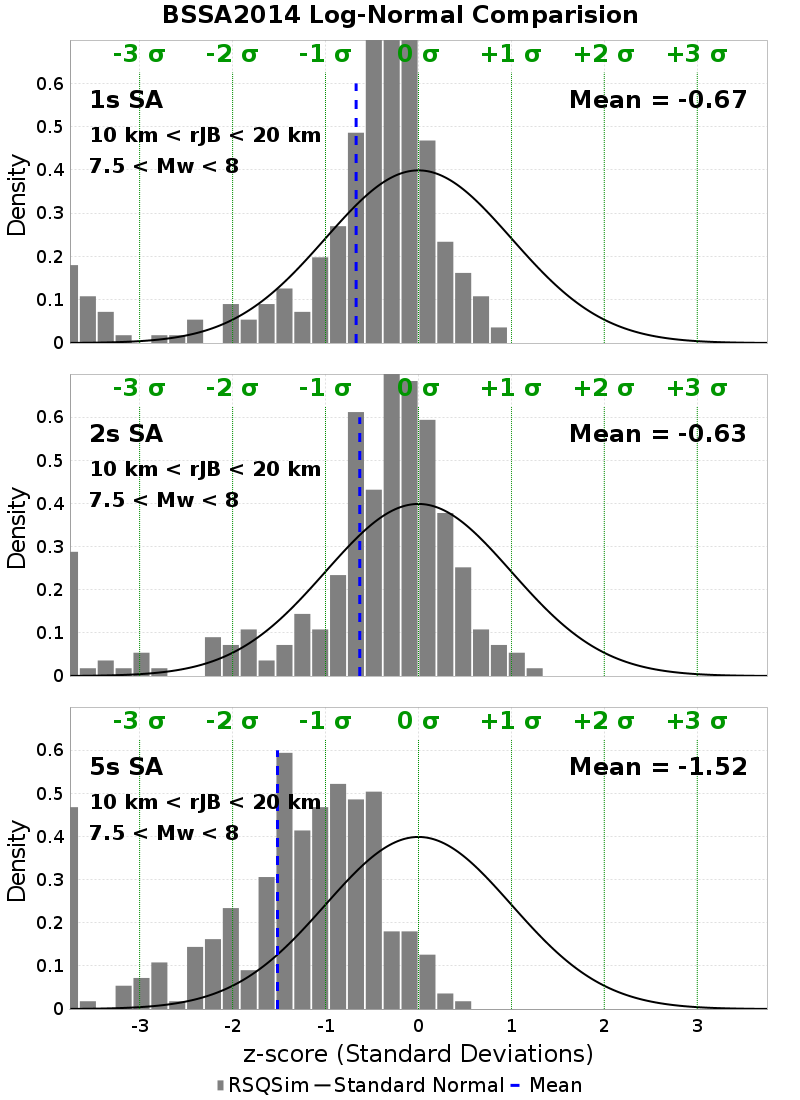 BSSA2014 Log-Normal Comparision
-3 σ -2 σ -1 σ 0 σ +1 σ +2 σ +3 σ
1s SA Mean = -0.67
10 km < rJB < 20 km
7.5 < Mw < 8
0.6
0.5
0.4
0.3
0.2
0.1
0
Density
-3 σ -2 σ -1 σ 0 σ +1 σ +2 σ +3 σ
2s SA Mean = -0.63
10 km < rJB < 20 km
7.5 < Mw < 8
0.6
0.5
0.4
0.3
0.2
0.1
0
Density
-3 σ -2 σ -1 σ 0 σ +1 σ +2 σ +3 σ
5s SA Mean = -1.52
10 km < rJB < 20 km
7.5 < Mw < 8
0.6
0.5
0.4
0.3
0.2
0.1
0
Density
-3 -2 -1 0 1 2 3
z-score (Standard Deviations)
RSQSim Standard Normal Mean